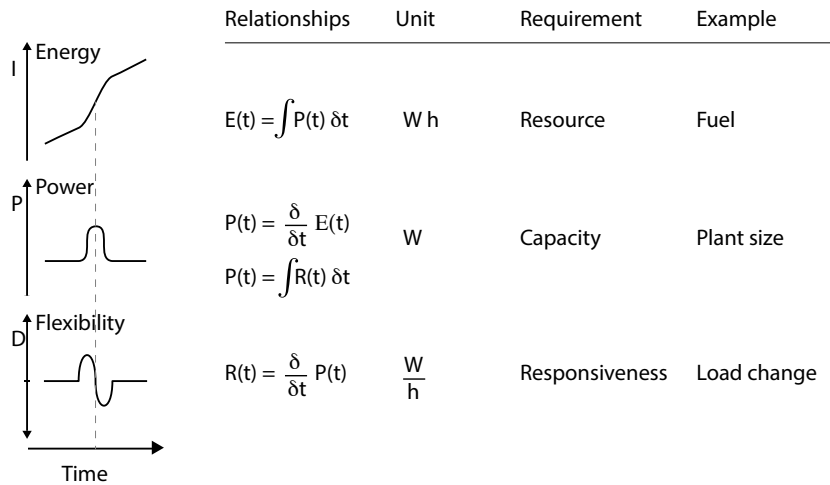 Relationships Unit Requirement Example
I Energy
E(t) = ∫P(t) δt W h Resource Fuel
P Power
P(t) = δ/δt E(t) W Capacity Plant size
P(t) = ∫R(t) δt
D Flexibility
R(t) = δ/δt P(t) W/h Responsiveness Load change
Time